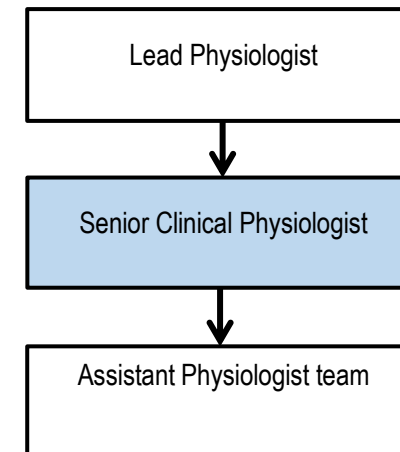 Lead Physiologist
Senior Clinical Physiologist
Assistant Physiologist team